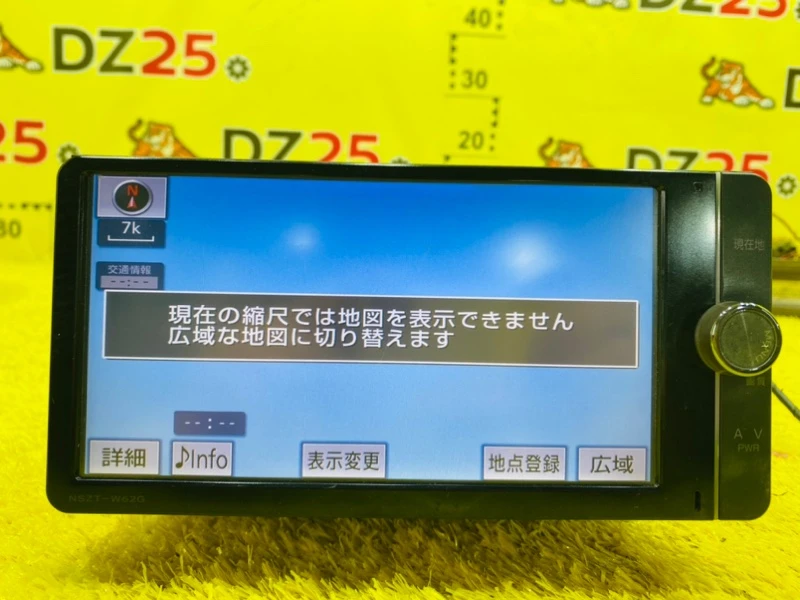 40
DZ25
30
20
25
DZ25
DZ25
30
N
7k
交通情報
--:--
現在の縮尺では地図を表示できません
広域な地図に切り替えます
--:--
詳細
♪Info
表示変更
地点登録
広域
現在地
A V
PWR
NSZT-W62G